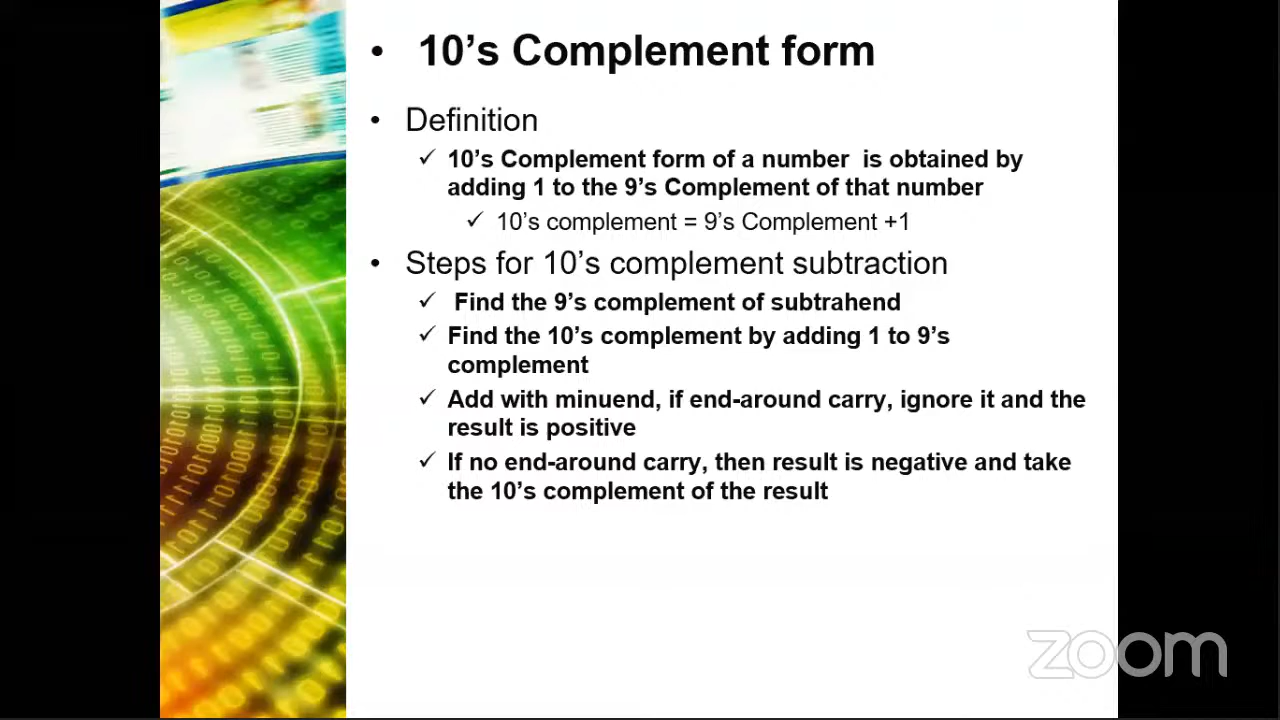 • 10's Complement form
• Definition
✓ 10's Complement form of a number is obtained by
adding 1 to the 9's Complement of that number
✓ 10's complement = 9's Complement +1
• Steps for 10's complement subtraction
✓ Find the 9's complement of subtrahend
✓ Find the 10's complement by adding 1 to 9's
complement
✓ Add with minuend, if end-around carry, ignore it and the
result is positive
✓ If no end-around carry, then result is negative and take
the 10's complement of the result
zoom